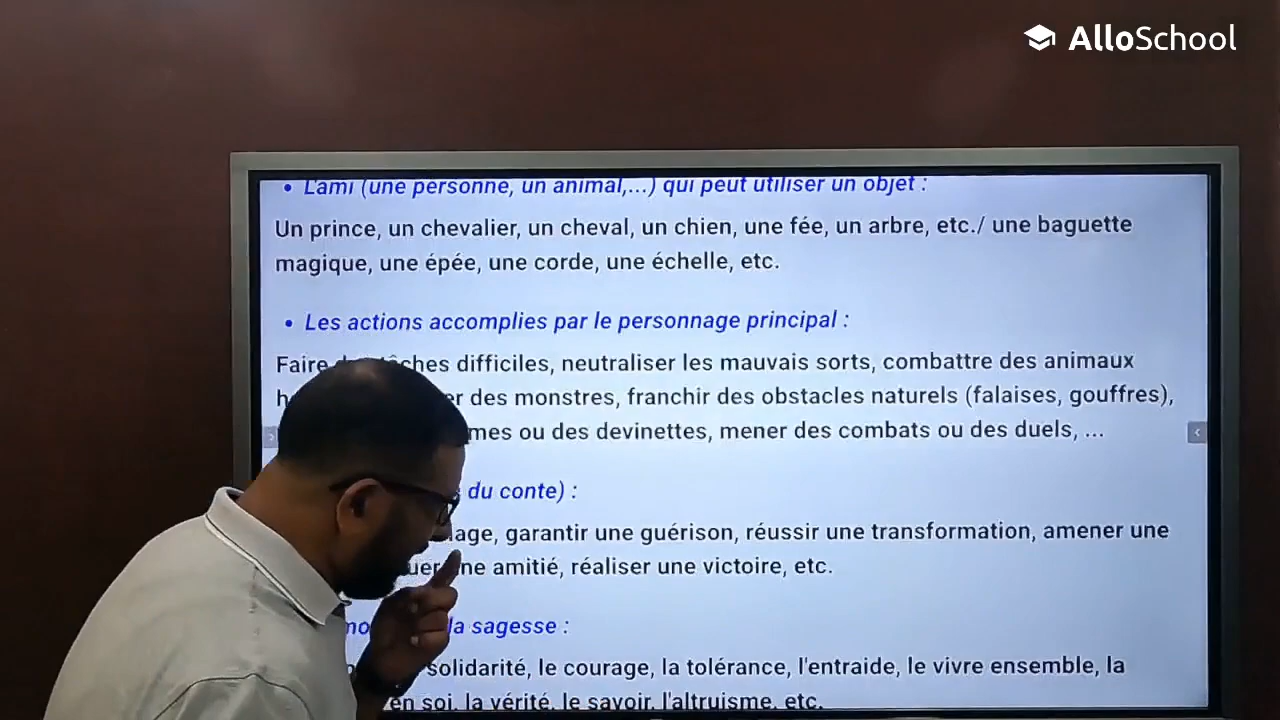 AlloSchool
• L'ami (une personne, un animal,...) qui peut utiliser un objet :
Un prince, un chevalier, un cheval, un chien, une fée, un arbre, etc./ une baguette
magique, une épée, une corde, une échelle, etc.
• Les actions accomplies par le personnage principal :
Faire difficiles, neutraliser les mauvais sorts, combattre des animaux
des monstres, franchir des obstacles naturels (falaises, gouffres),
ou des devinettes, mener des combats ou des duels, ...
du conte) :
garantir une guérison, réussir une transformation, amener une
amitié, réaliser une victoire, etc.
la sagesse :
solidarité, le courage, la tolérance, l'entraide, le vivre ensemble, la
en soi, la vérité, le savoir, l'altruisme, etc.